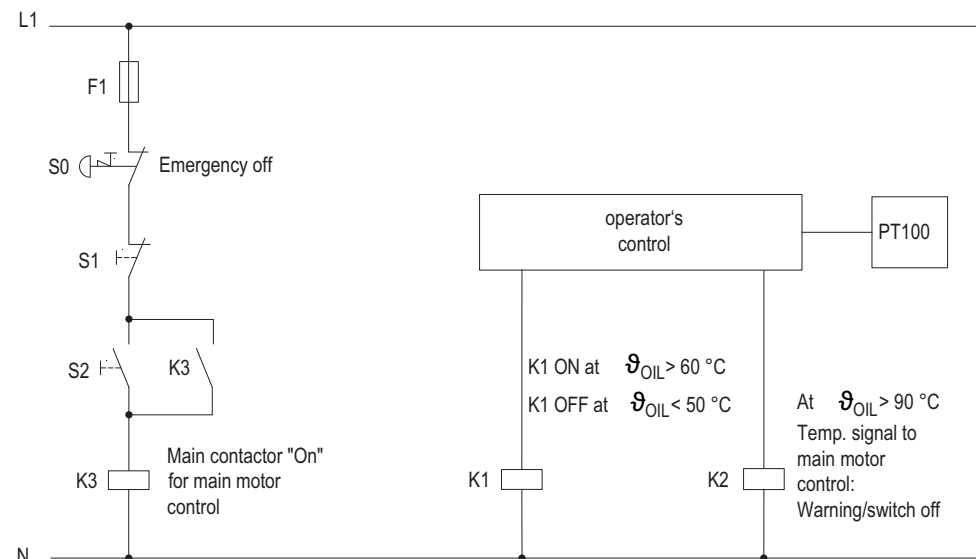 L1
F1
S0
Emergency off
S1
S2
K3
K3
Main contactor "On"
for main motor
control
operator's
control
PT100
K1 ON at ϑOIL > 60 °C
K1 OFF at ϑOIL < 50 °C
K1
At ϑOIL > 90 °C
Temp. signal to
main motor
control:
Warning/switch off
K2
N